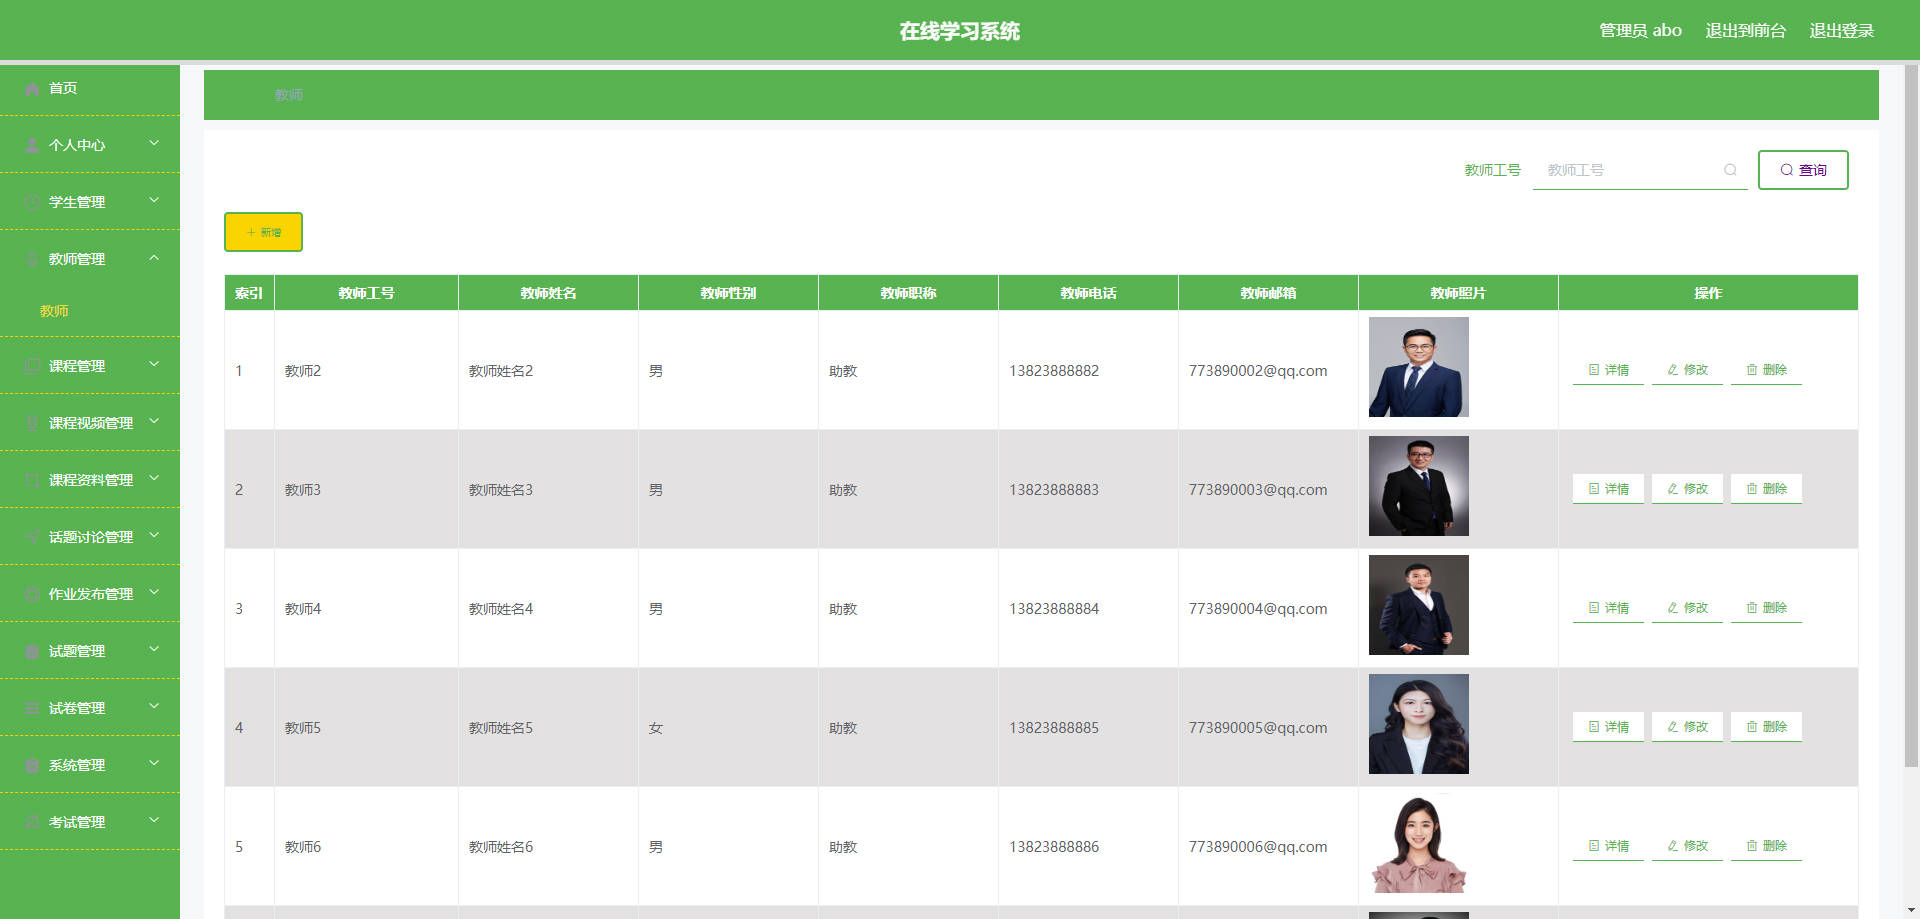 在线学习系统
管理员 abo 退出到前台 退出登录
首页
个人中心
学生管理
教师管理
教师
课程管理
课程视频管理
课程资料管理
话题讨论管理
作业发布管理
试题管理
试卷管理
系统管理
考试管理
教师
教师工号 教师工号 查询
新增
索引 教师工号 教师姓名 教师性别 教师职称 教师电话 教师邮箱 教师照片 操作
1 教师2 教师姓名2 男 助教 13823888882 773890002@qq.com 详情 修改 删除
2 教师3 教师姓名3 男 助教 13823888883 773890003@qq.com 详情 修改 删除
3 教师4 教师姓名4 男 助教 13823888884 773890004@qq.com 详情 修改 删除
4 教师5 教师姓名5 女 助教 13823888885 773890005@qq.com 详情 修改 删除
5 教师6 教师姓名6 男 助教 13823888886 773890006@qq.com 详情 修改 删除